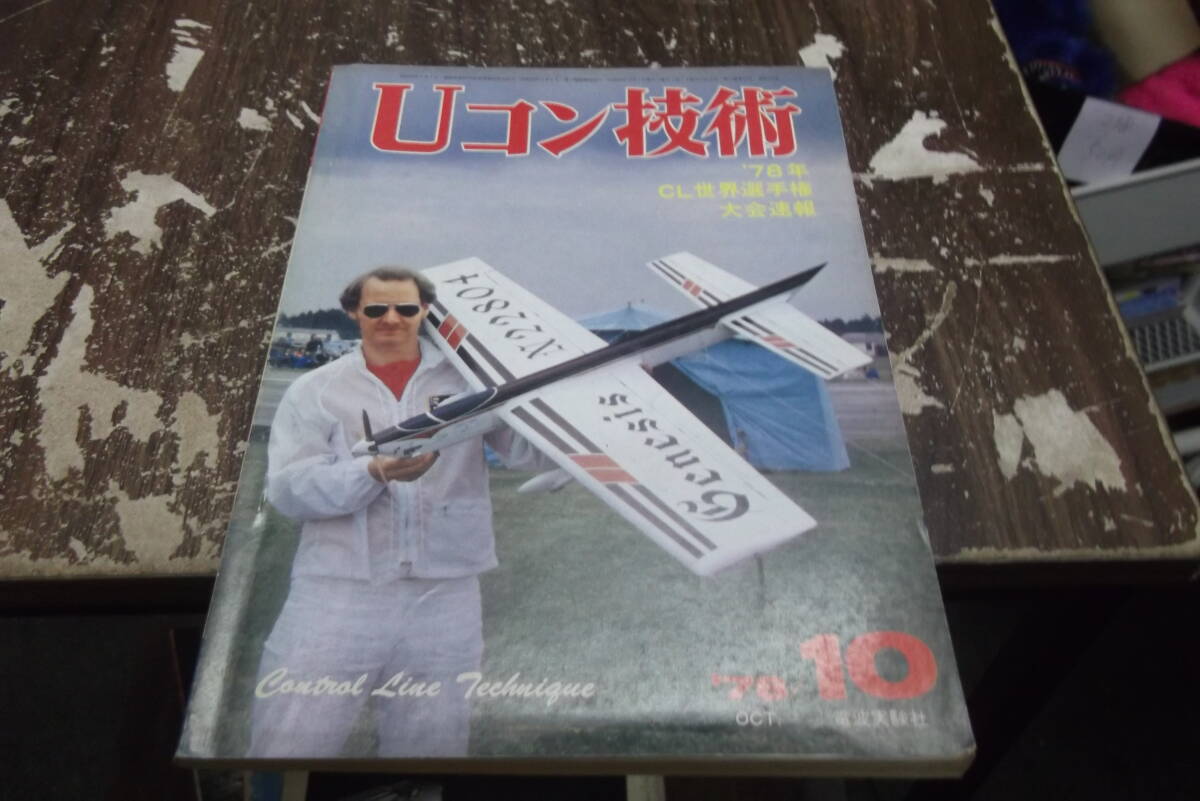 Uコン技術
'78年
CL世界選手権
大会速報
N22804
Genesis
Control Line Technique
'78/10
OCT.
電波実験社